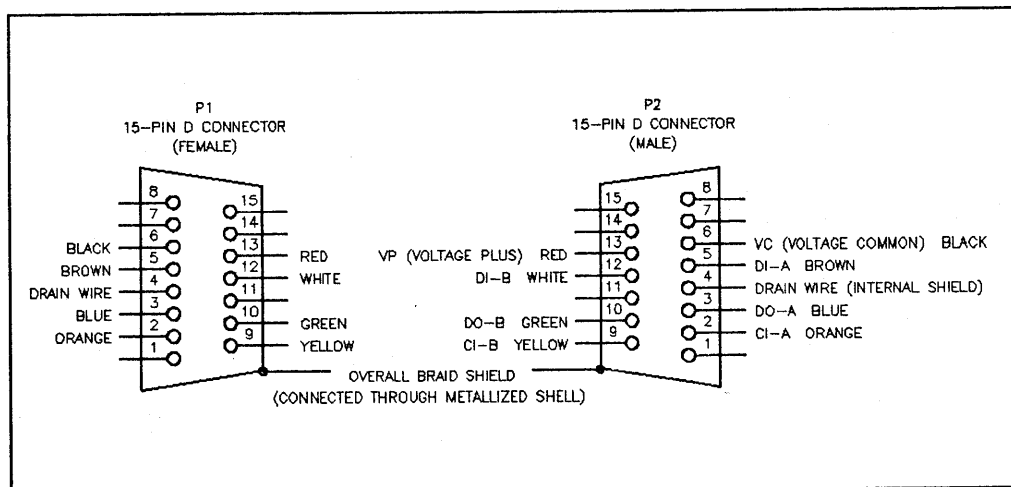 P1
15-PIN D CONNECTOR
(FEMALE)
8
7
BLACK 6
BROWN 5
DRAIN WIRE 4
BLUE 3
ORANGE 2
1
15
14
13 RED
12 WHITE
11
10 GREEN
9 YELLOW
P2
15-PIN D CONNECTOR
(MALE)
15
14
VP (VOLTAGE PLUS) RED 13
DI-B WHITE 12
11
DO-B GREEN 10
CI-B YELLOW 9
8
7
6 VC (VOLTAGE COMMON) BLACK
5 DI-A BROWN
4 DRAIN WIRE (INTERNAL SHIELD)
3 DO-A BLUE
2 CI-A ORANGE
1
OVERALL BRAID SHIELD
(CONNECTED THROUGH METALLIZED SHELL)